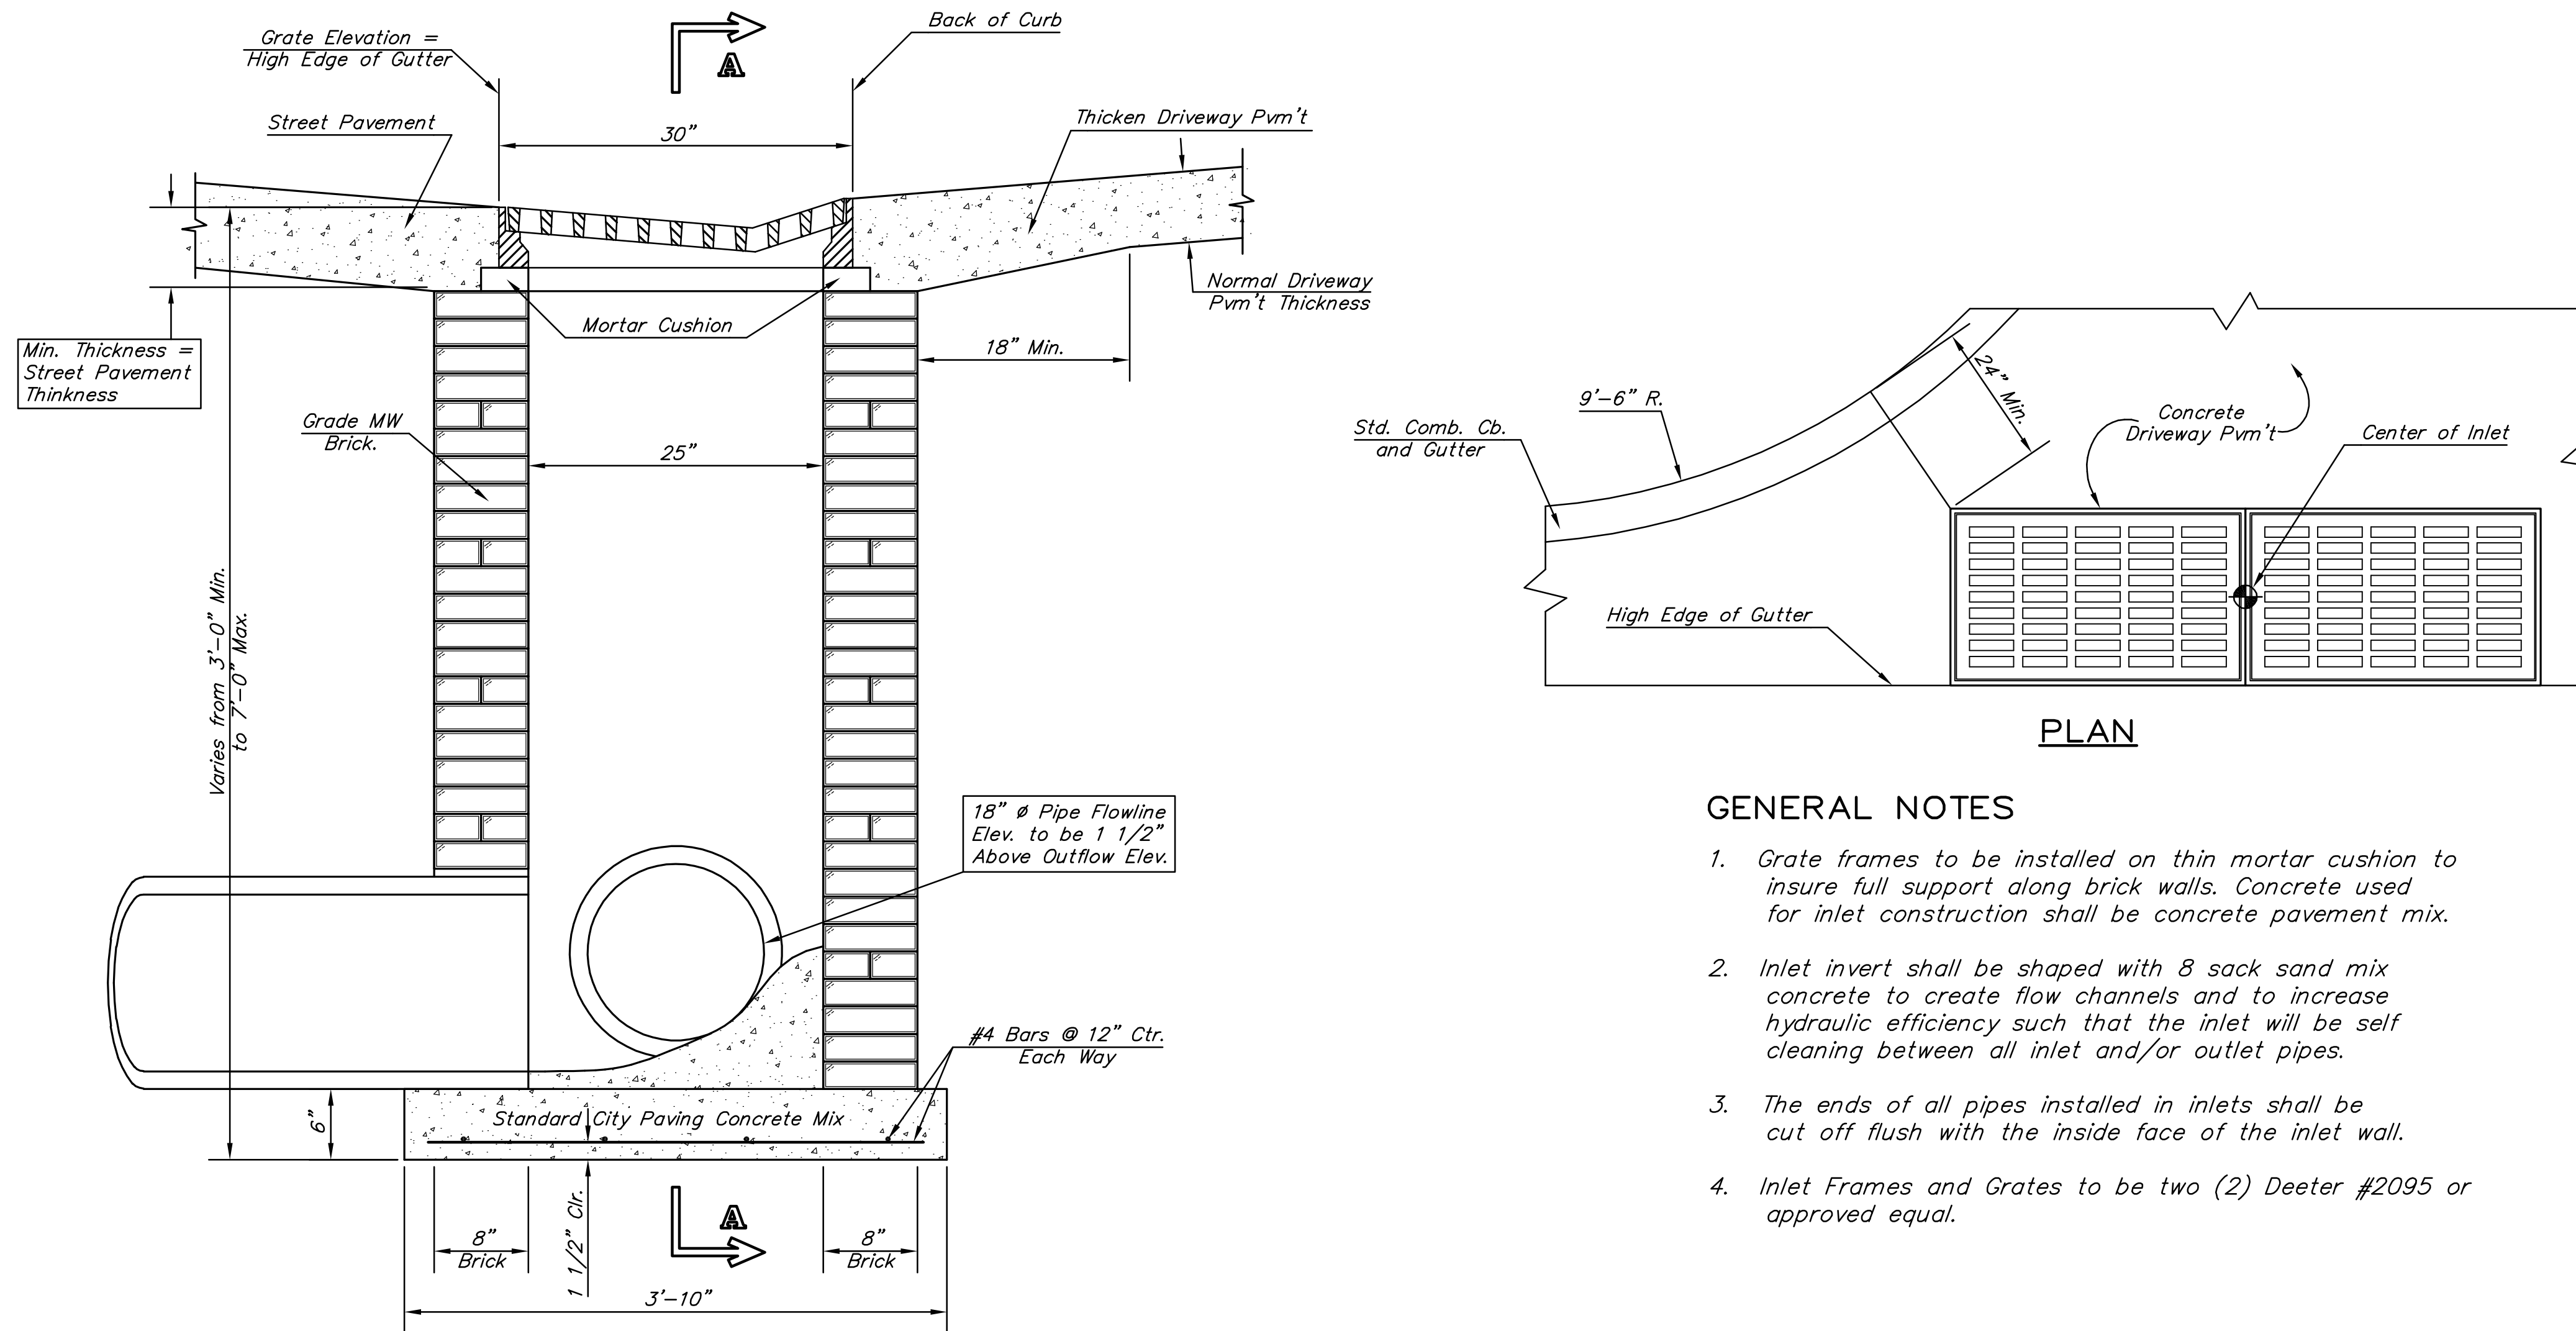 Grate Elevation =
High Edge of Gutter
A
Back of Curb
Street Pavement
30"
Thicken Driveway Pvm't
Normal Driveway
Pvm't Thickness
Mortar Cushion
18" Min.
Min. Thickness =
Street Pavement
Thinkness
Grade MW
Brick.
25"
Varies from 3'-0" Min.
to 7'-0" Max.
18" ø Pipe Flowline
Elev. to be 1 1/2"
Above Outflow Elev.
#4 Bars @ 12" Ctr.
Each Way
Standard City Paving Concrete Mix
6"
8"
Brick
1 1/2" Clr.
A
8"
Brick
3'-10"
9'-6" R.
Std. Comb. Cb.
and Gutter
24" Min.
Concrete
Driveway Pvm't
Center of Inlet
High Edge of Gutter
PLAN
GENERAL NOTES
1. Grate frames to be installed on thin mortar cushion to
insure full support along brick walls. Concrete used
for inlet construction shall be concrete pavement mix.
2. Inlet invert shall be shaped with 8 sack sand mix
concrete to create flow channels and to increase
hydraulic efficiency such that the inlet will be self
cleaning between all inlet and/or outlet pipes.
3. The ends of all pipes installed in inlets shall be
cut off flush with the inside face of the inlet wall.
4. Inlet Frames and Grates to be two (2) Deeter #2095 or
approved equal.